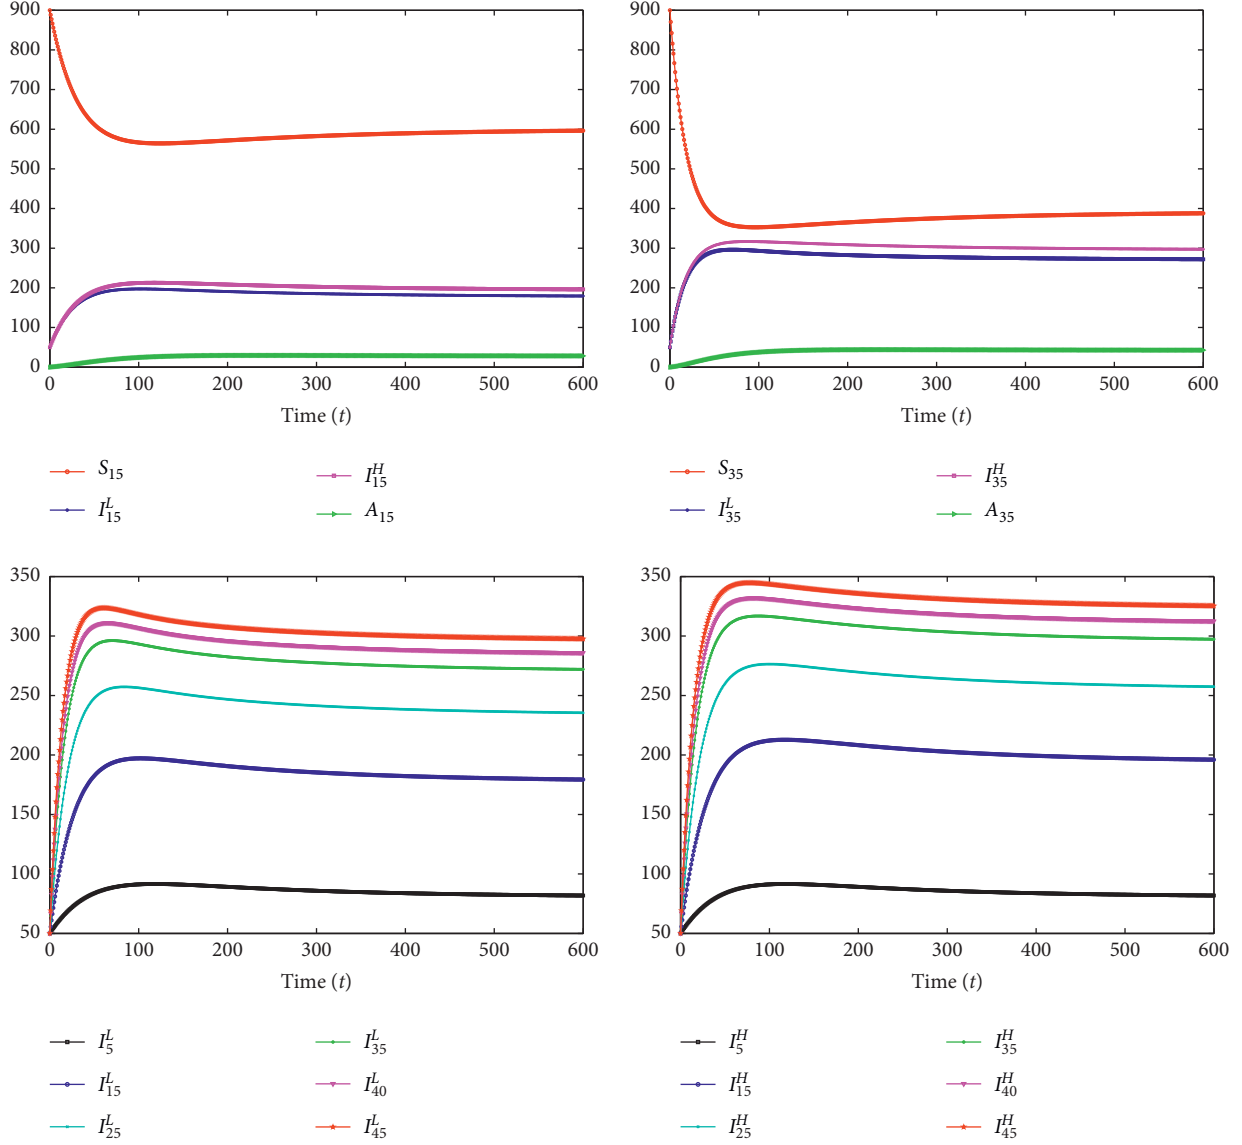 900
800
700
600
500
400
300
200
100
0
0 100 200 300 400 500 600
Time (t)
S15
I^L_15
I^H_15
A15
900
800
700
600
500
400
300
200
100
0
0 100 200 300 400 500 600
Time (t)
S35
I^L_35
I^H_35
A35
350
300
250
200
150
100
50
0 100 200 300 400 500 600
Time (t)
I^L_5
I^L_15
I^L_25
I^L_35
I^L_40
I^L_45
350
300
250
200
150
100
50
0 100 200 300 400 500 600
Time (t)
I^H_5
I^H_15
I^H_25
I^H_35
I^H_40
I^H_45